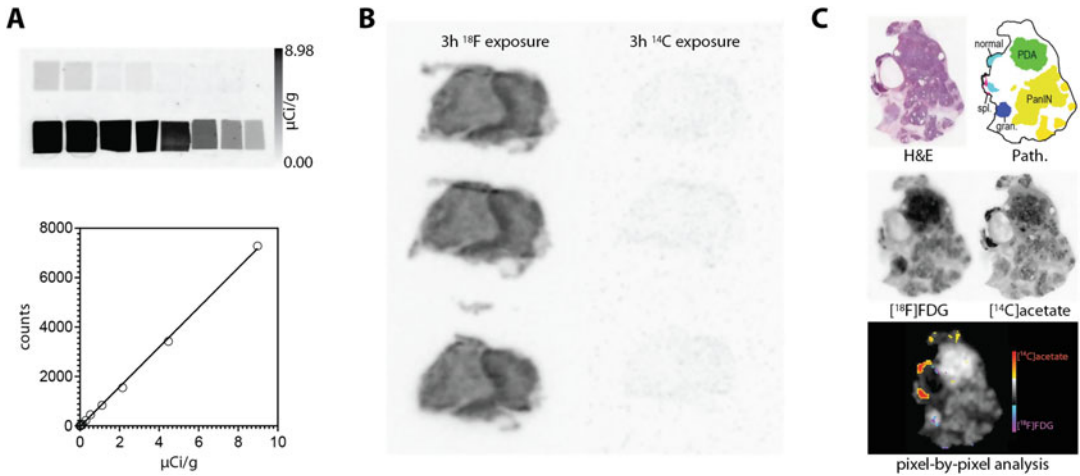 A
8.98
μCi/g
0.00
8000
6000
4000
2000
0
counts
0 2 4 6 8 10
μCi/g
B
3h ¹⁸F exposure
3h ¹⁴C exposure
C
normal
PDA
PanIN
spl.
gran.
H&E
Path.
[¹⁸F]FDG
[¹⁴C]acetate
[¹⁴C]acetate
[¹⁸F]FDG
pixel-by-pixel analysis